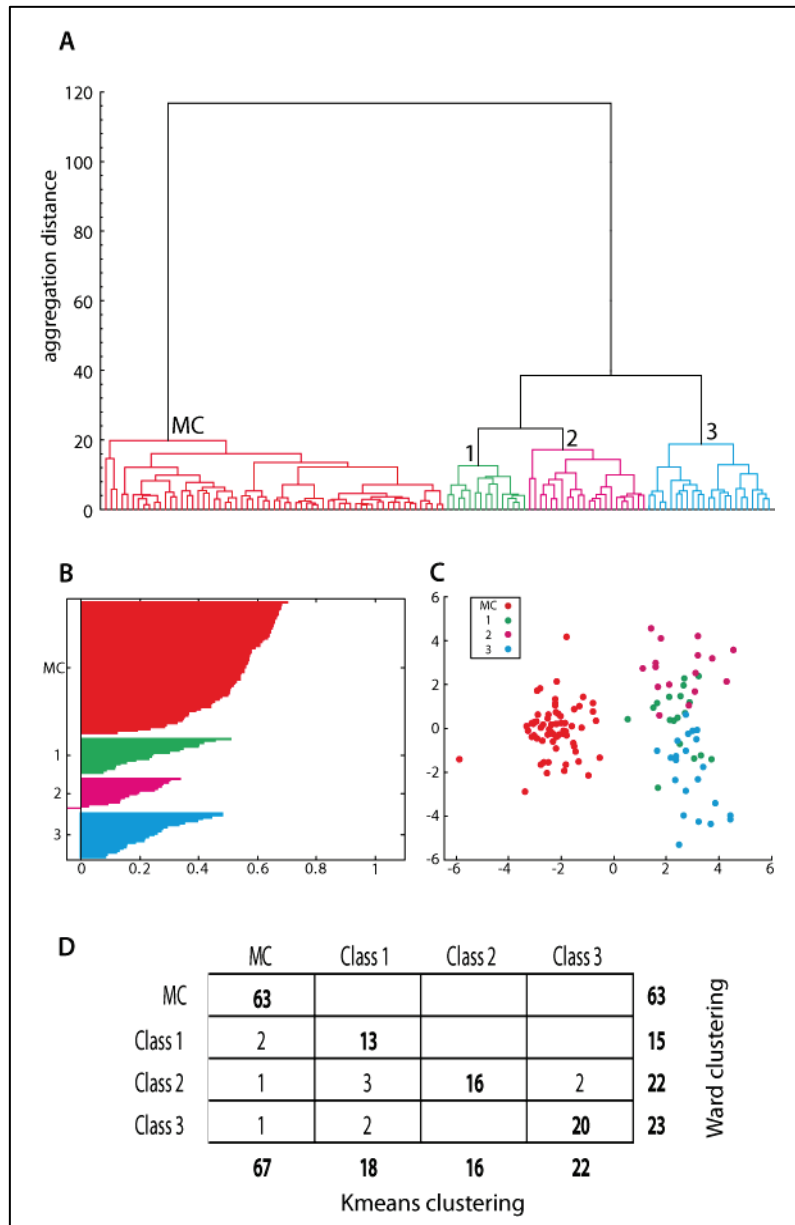 A
120
100
80
60
40
20
0
aggregation distance
MC
1
2
3
B
MC
1
2
3
0 0.2 0.4 0.6 0.8 1
C
6
4
2
0
-2
-4
-6
-6 -4 -2 0 2 4 6
MC
1
2
3
D
MC Class 1 Class 2 Class 3
MC 63 63
Class 1 2 13 15
Class 2 1 3 16 2 22
Class 3 1 2 20 23
67 18 16 22
Kmeans clustering
Ward clustering